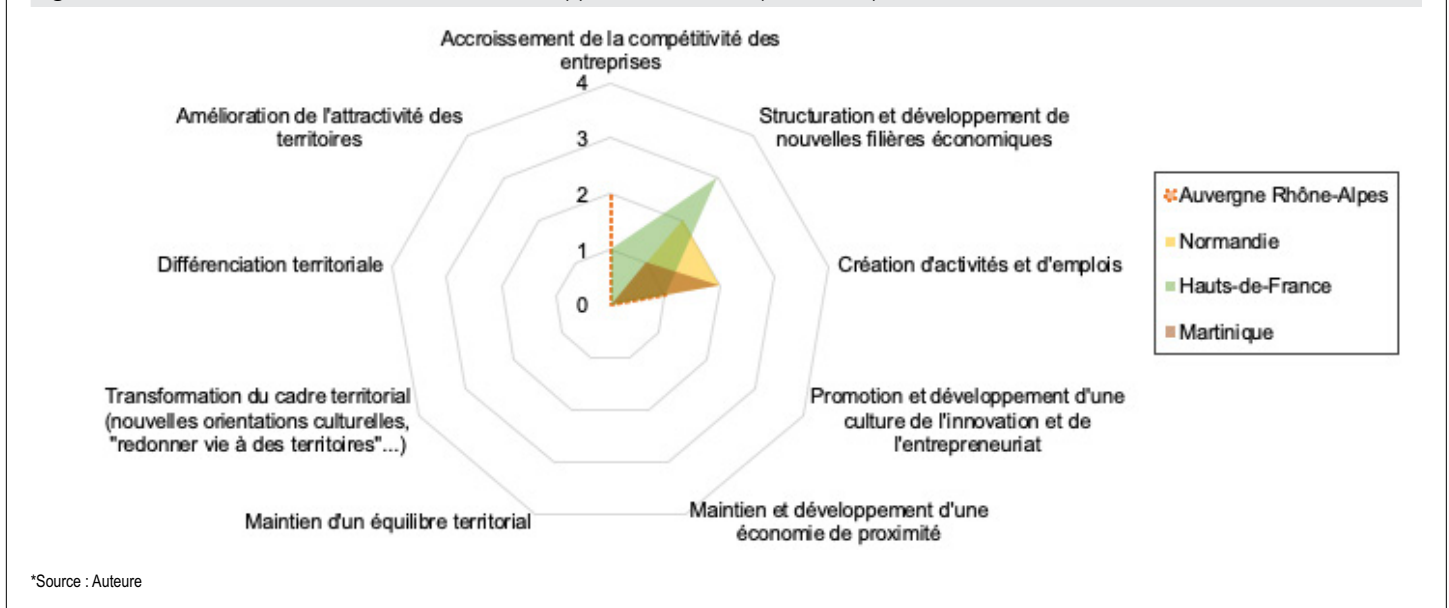 Accroissement de la compétitivité des
entreprises
4
3
2
1
0
Structuration et développement de
nouvelles filières économiques
Création d'activités et d'emplois
Promotion et développement d'une
culture de l'innovation et de
l'entrepreneuriat
Maintien et développement d'une
économie de proximité
Maintien d'un équilibre territorial
Transformation du cadre territorial
(nouvelles orientations culturelles,
"redonner vie à des territoires"...)
Différenciation territoriale
Amélioration de l'attractivité des
territoires
Auvergne Rhône-Alpes
Normandie
Hauts-de-France
Martinique
*Source : Auteure